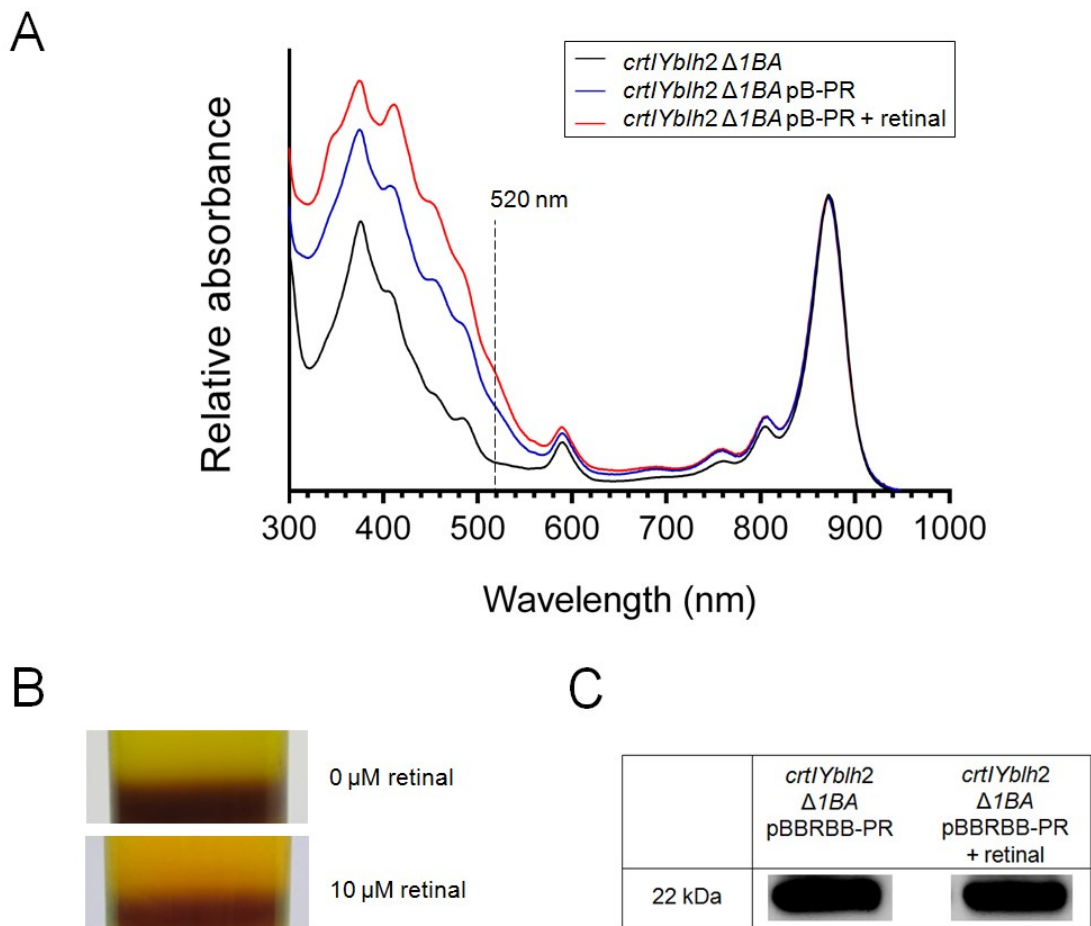 A
crtIYblh2 Δ1BA
crtIYblh2 Δ1BA pB-PR
crtIYblh2 Δ1BA pB-PR + retinal
520 nm
Relative absorbance
300 400 500 600 700 800 900 1000
Wavelength (nm)
B
0 µM retinal
10 µM retinal
C
crtIYblh2
Δ1BA
pBBRBB-PR
crtIYblh2
Δ1BA
pBBRBB-PR
+ retinal
22 kDa